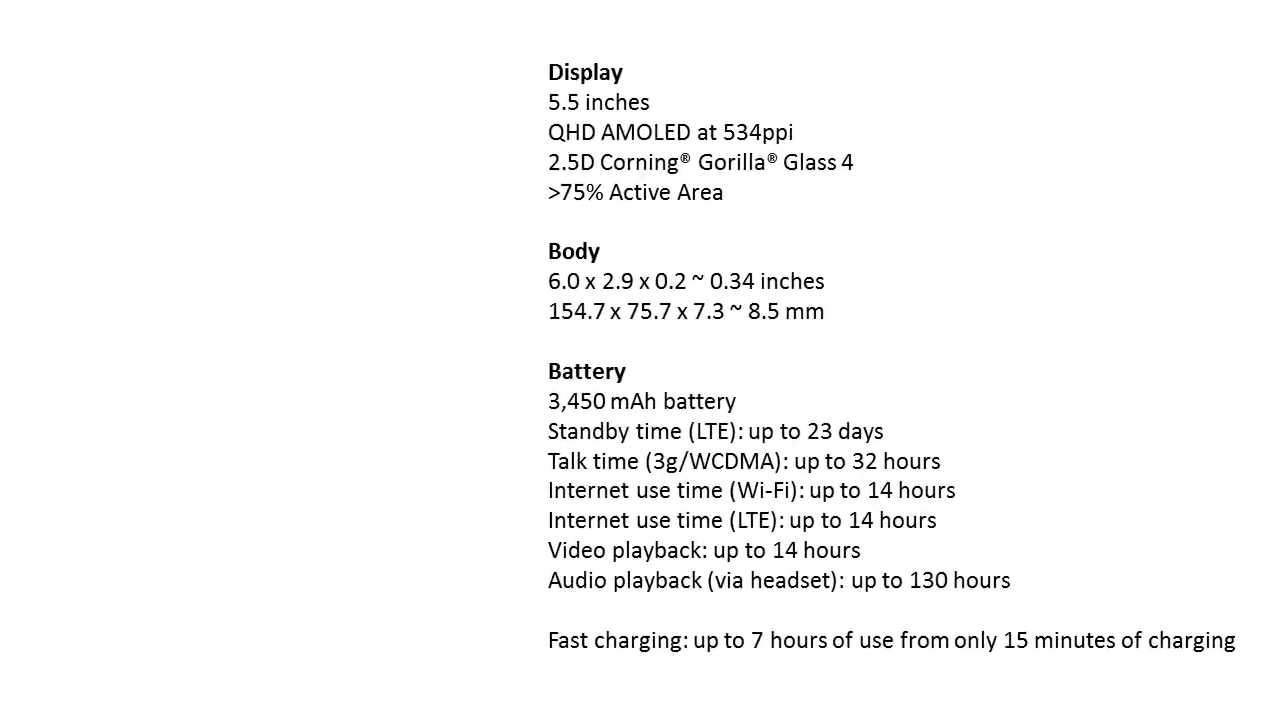 Display
5.5 inches
QHD AMOLED at 534ppi
2.5D Corning® Gorilla® Glass 4
>75% Active Area
Body
6.0 x 2.9 x 0.2 ~ 0.34 inches
154.7 x 75.7 x 7.3 ~ 8.5 mm
Battery
3,450 mAh battery
Standby time (LTE): up to 23 days
Talk time (3g/WCDMA): up to 32 hours
Internet use time (Wi-Fi): up to 14 hours
Internet use time (LTE): up to 14 hours
Video playback: up to 14 hours
Audio playback (via headset): up to 130 hours
Fast charging: up to 7 hours of use from only 15 minutes of charging